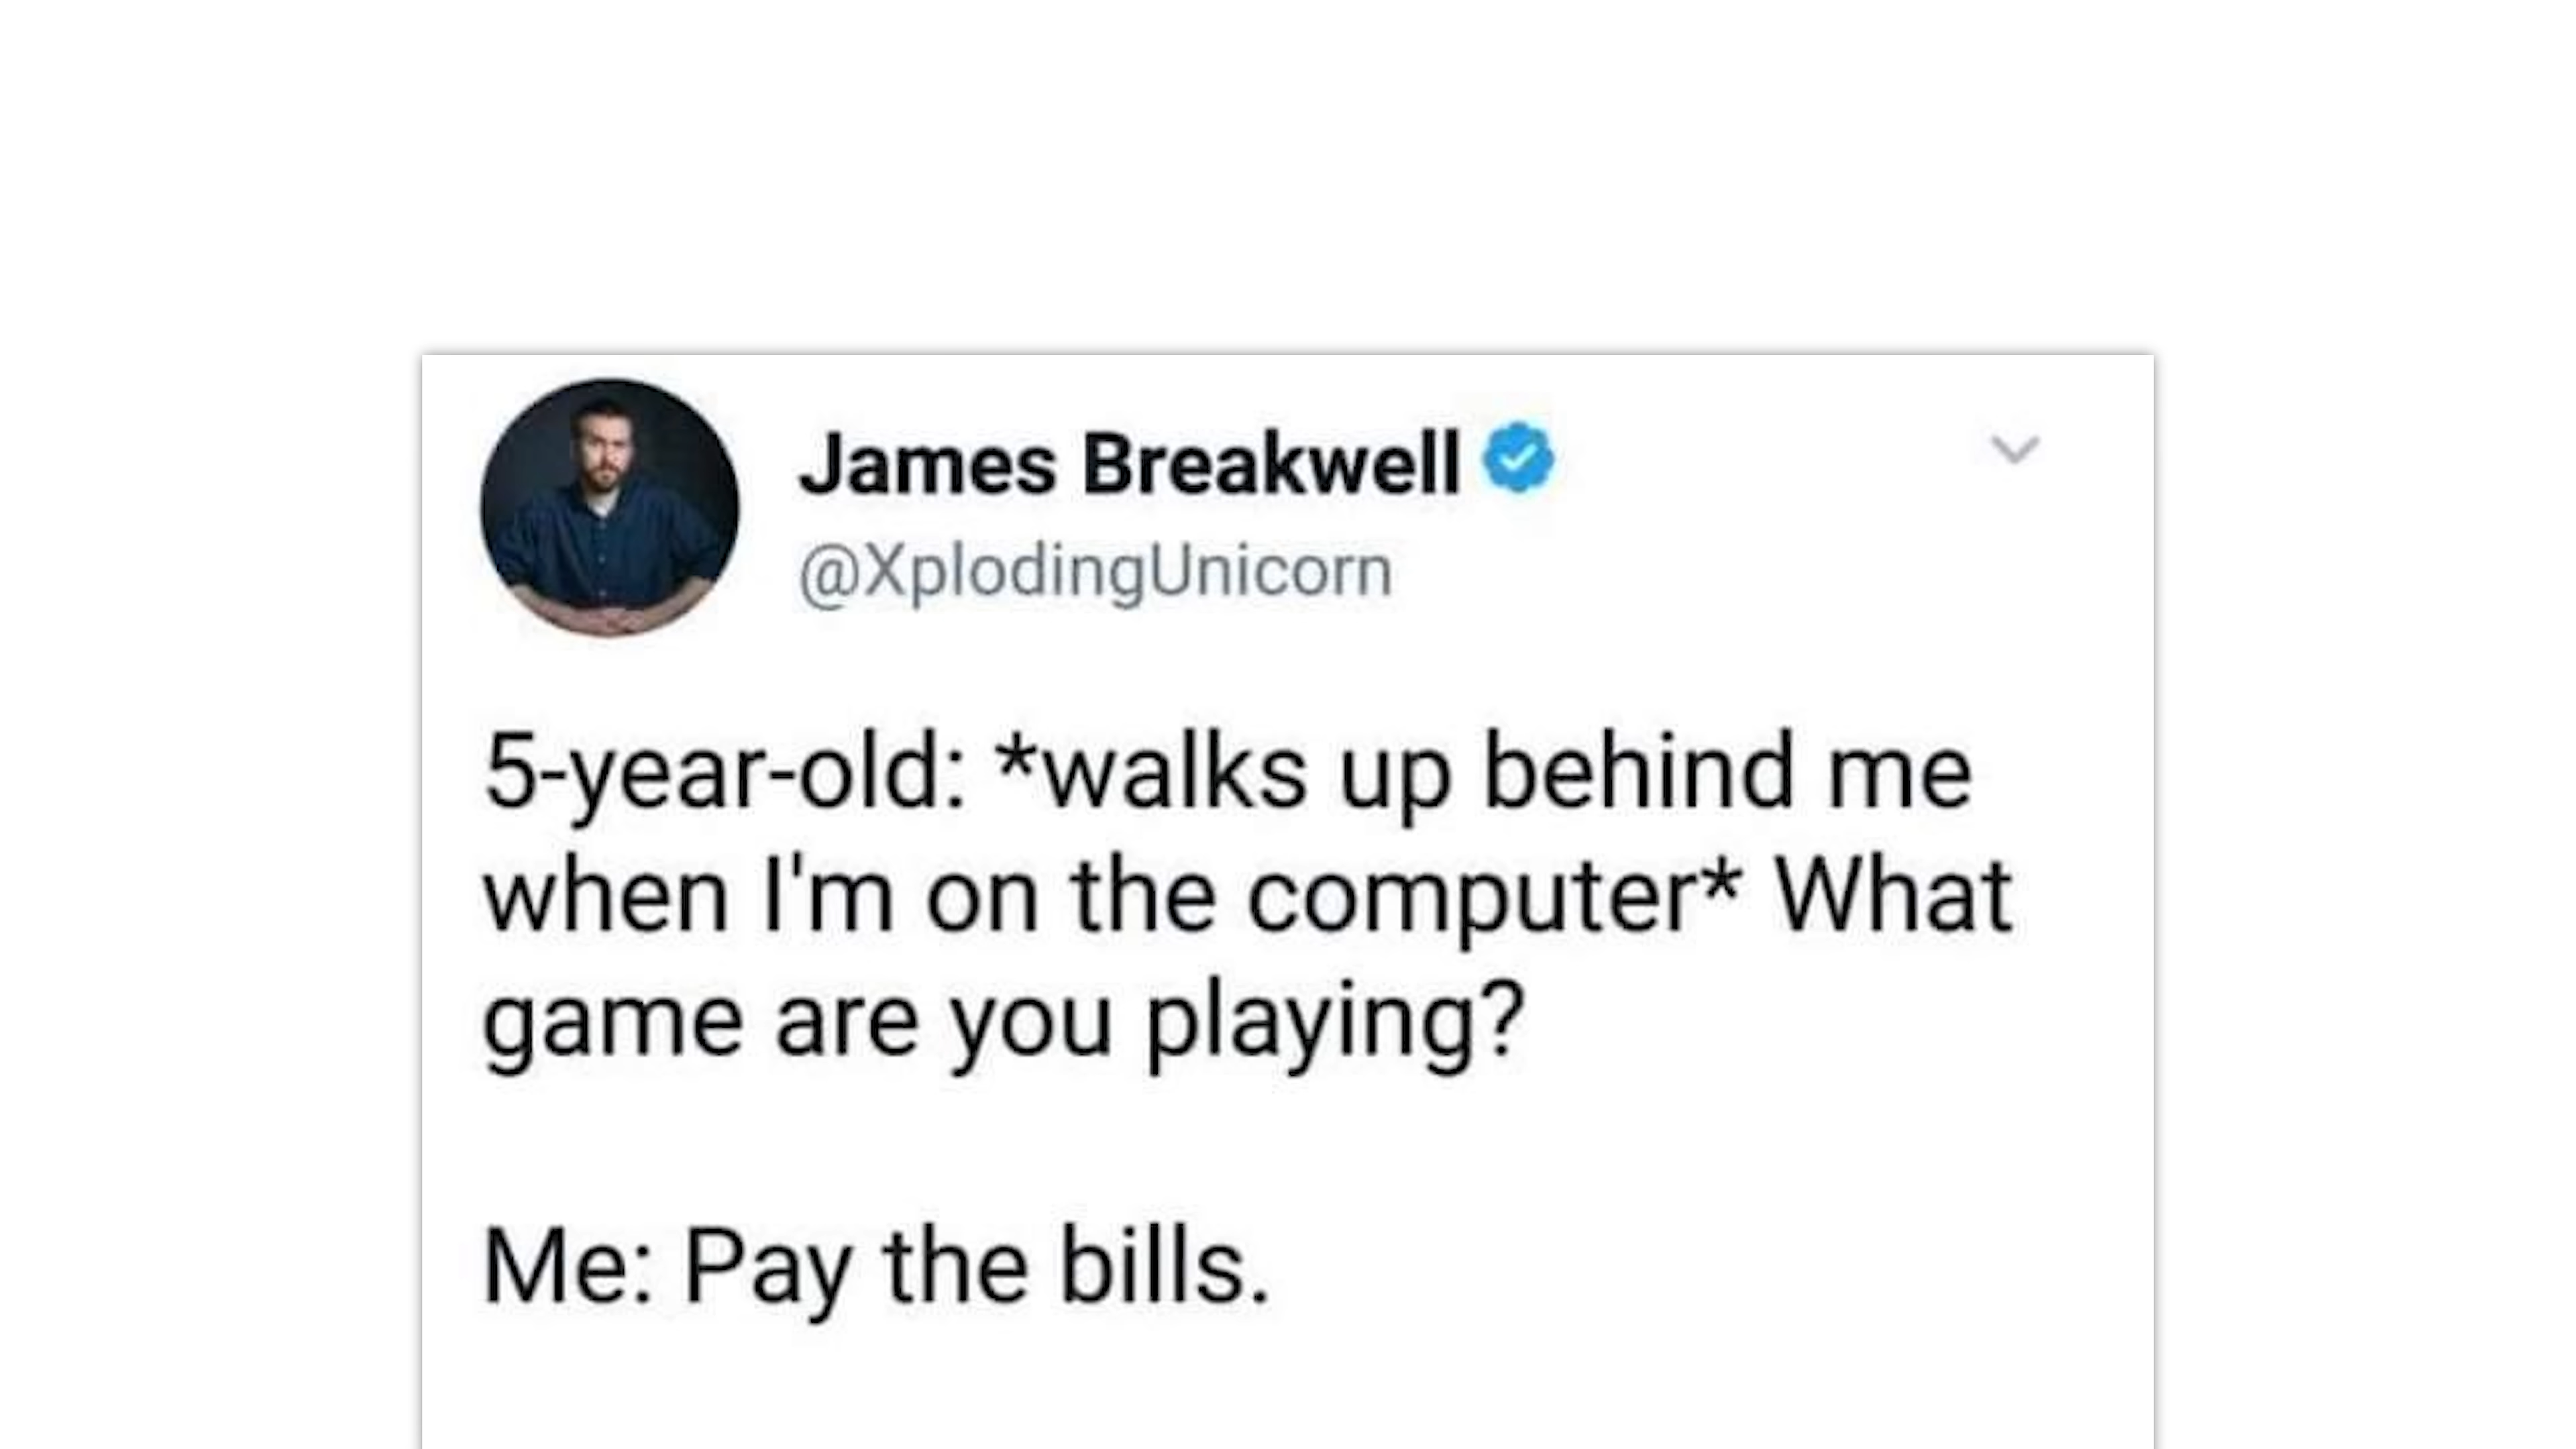 James Breakwell
@XplodingUnicorn
5-year-old: *walks up behind me
when I'm on the computer* What
game are you playing?
Me: Pay the bills.